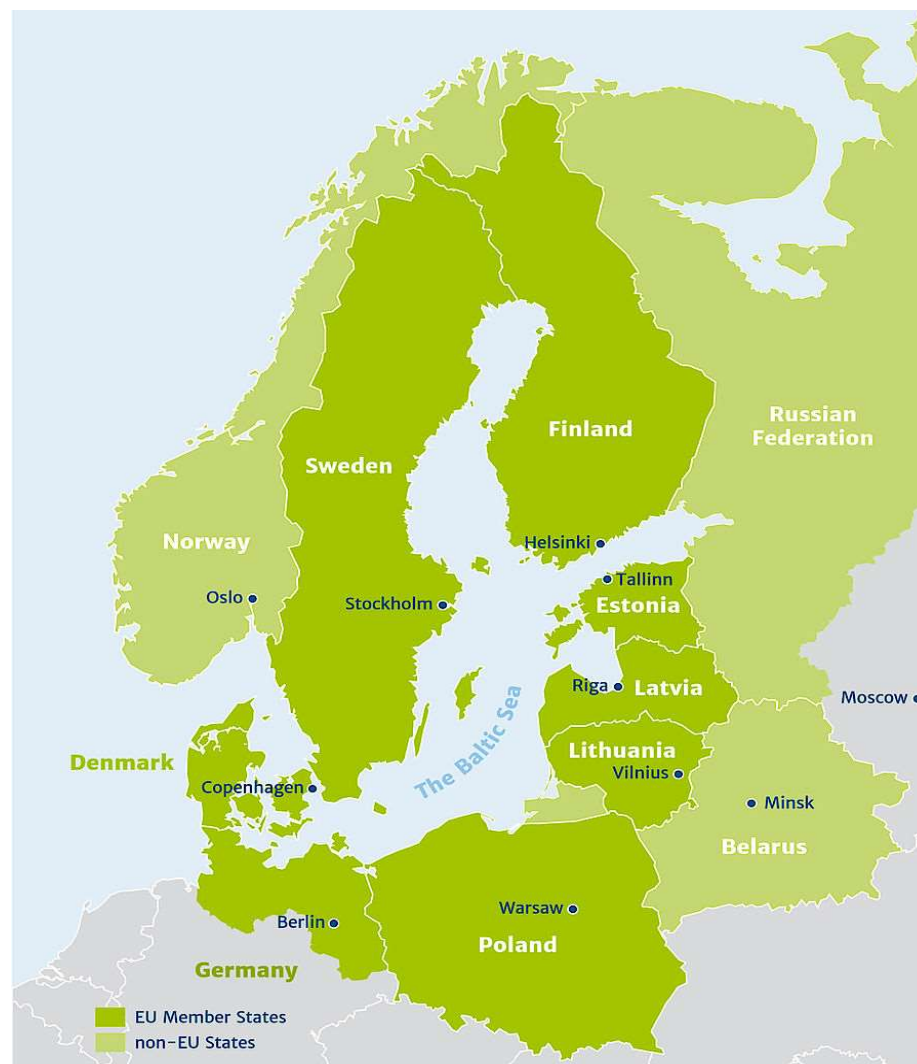 Finland
Russian
Federation
Sweden
Norway
Helsinki
Tallinn
Oslo
Stockholm
Estonia
Riga
Latvia
Moscow
The Baltic Sea
Lithuania
Denmark
Vilnius
Copenhagen
Minsk
Belarus
Warsaw
Berlin
Poland
Germany
EU Member States
non-EU States